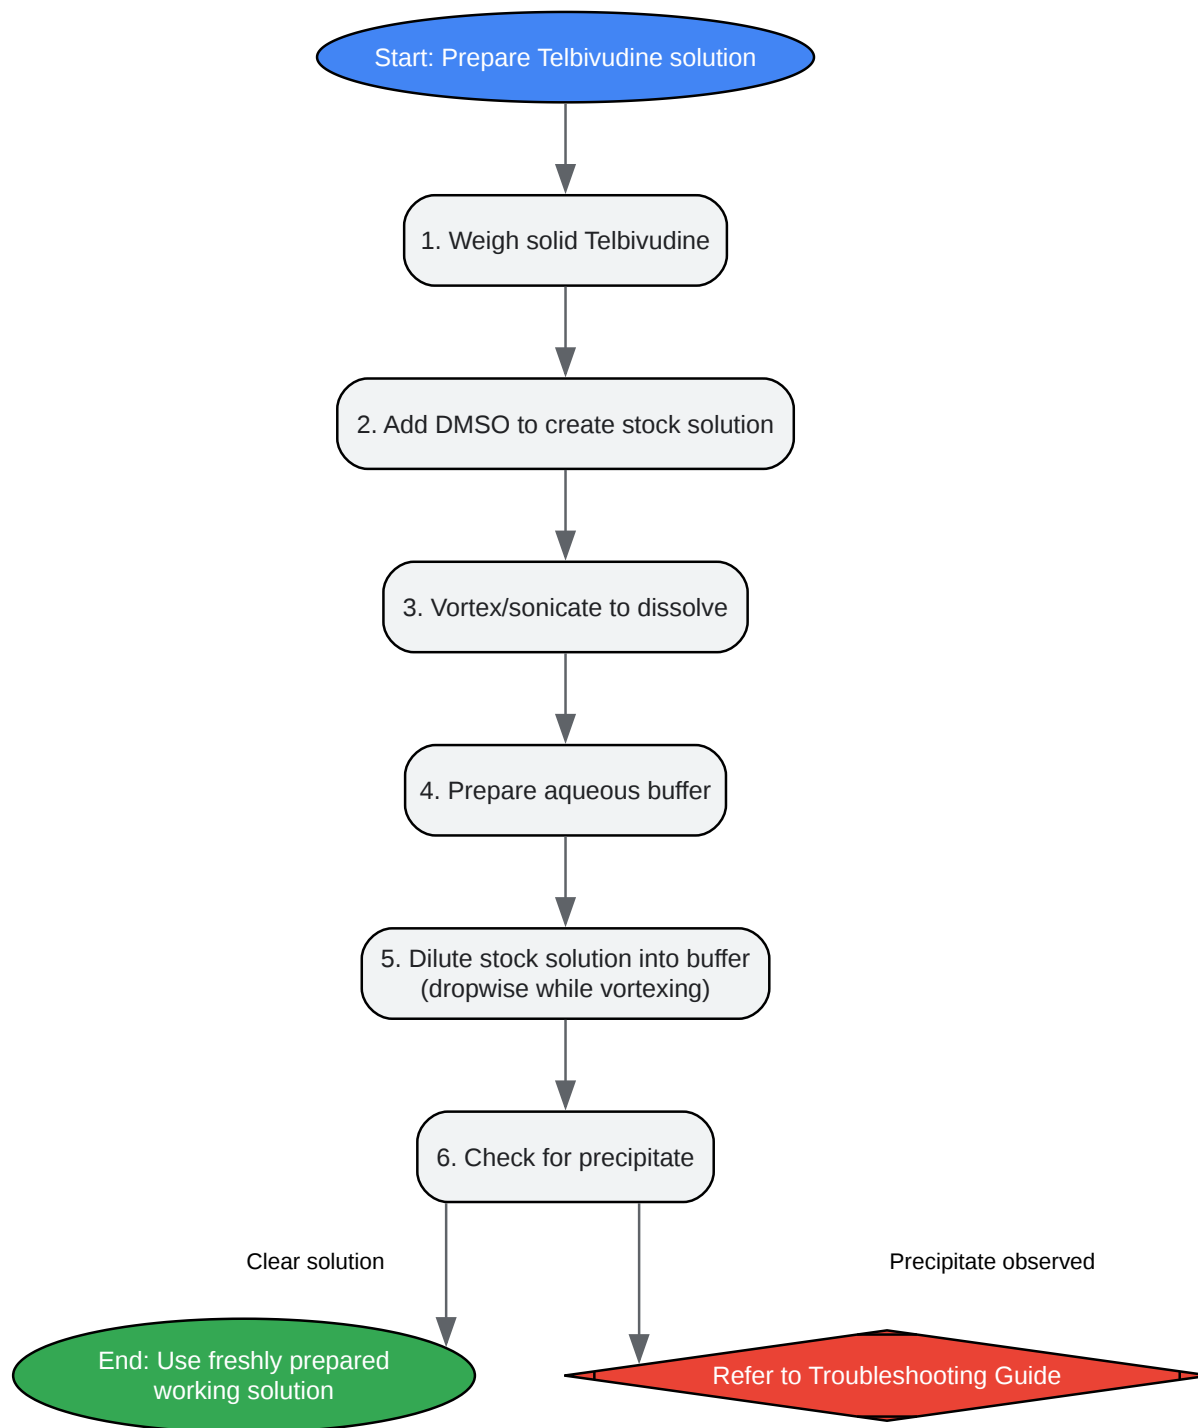 Start: Prepare Telbivudine solution
1. Weigh solid Telbivudine
2. Add DMSO to create stock solution
3. Vortex/sonicate to dissolve
4. Prepare aqueous buffer
5. Dilute stock solution into buffer
(dropwise while vortexing)
6. Check for precipitate
Clear solution
Precipitate observed
End: Use freshly prepared
working solution
Refer to Troubleshooting Guide